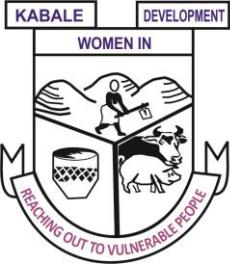 KABALE
DEVELOPMENT
WOMEN IN
REACHING OUT TO VULNERABLE PEOPLE